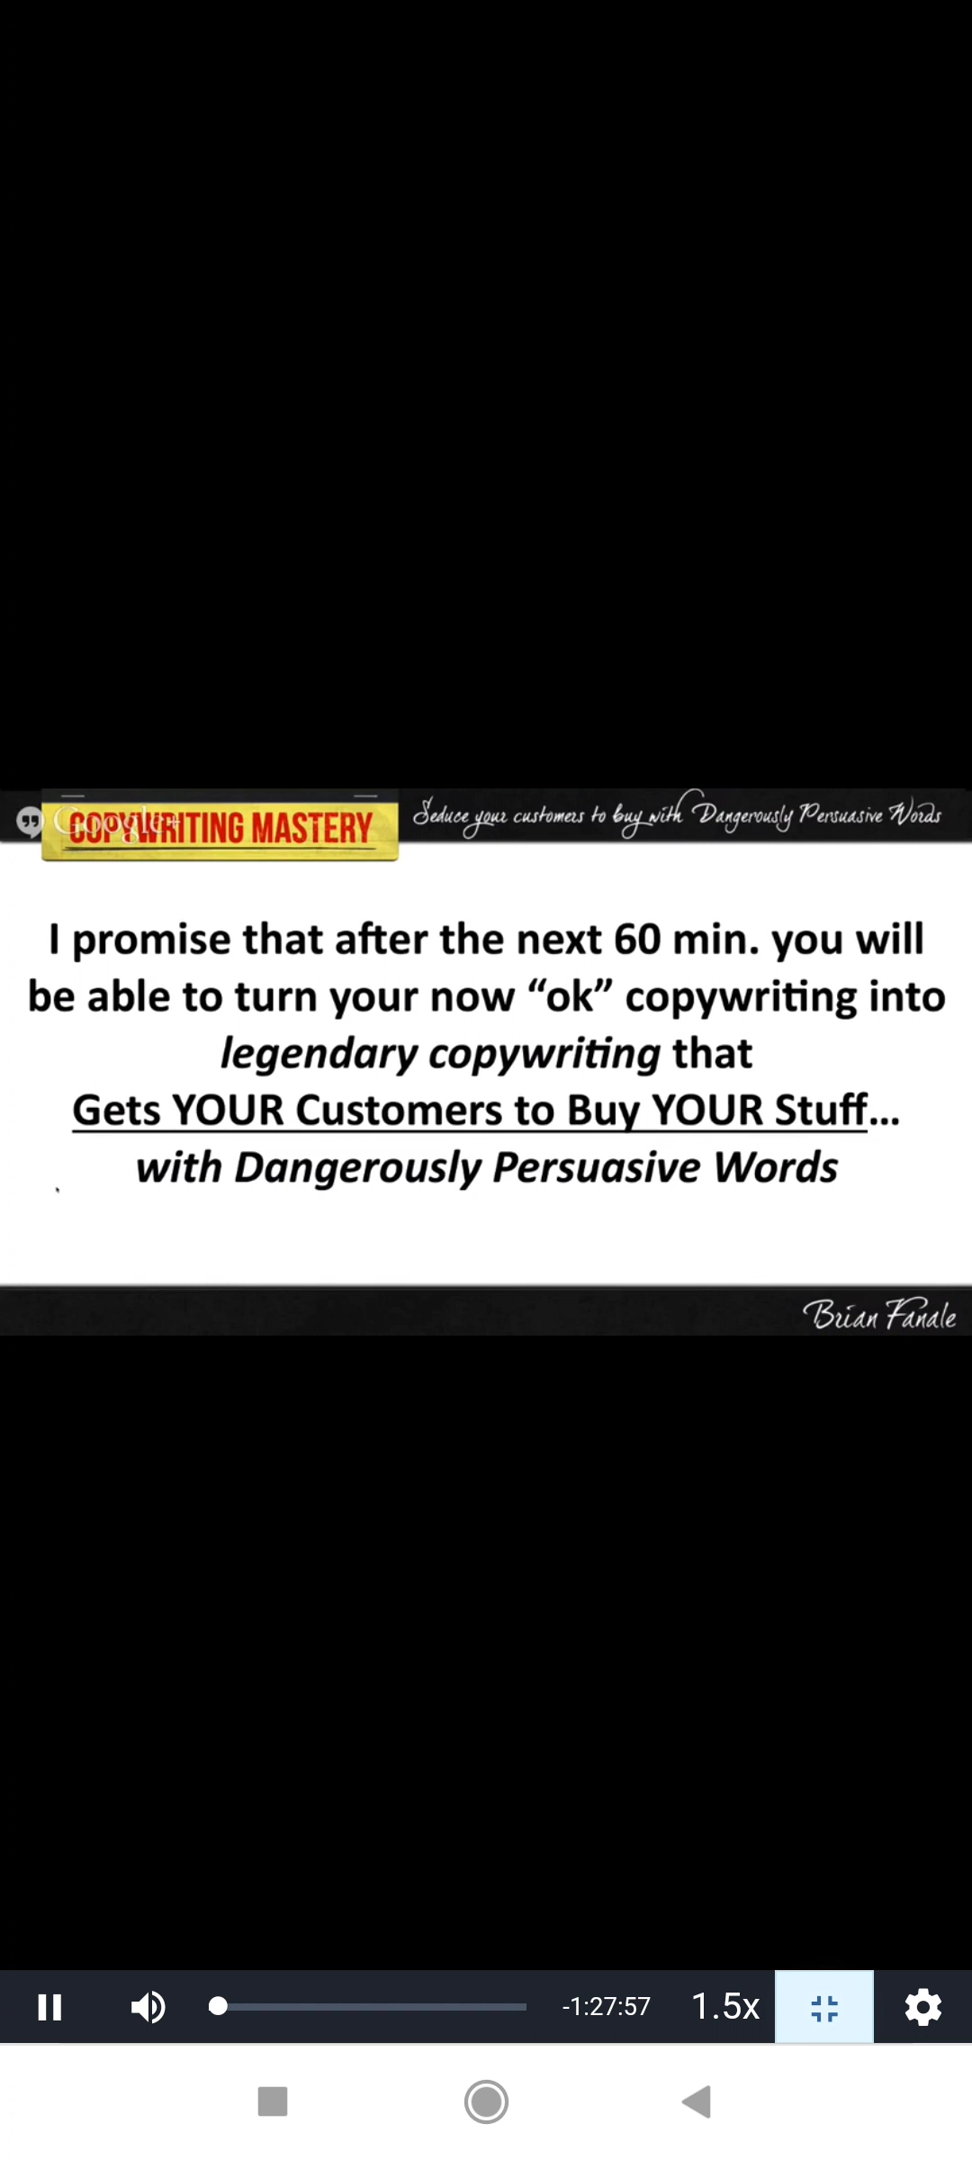 Google+
COPYWRITING MASTERY
Seduce your customers to buy with Dangerously Persuasive Words
I promise that after the next 60 min. you will
be able to turn your now “ok” copywriting into
legendary copywriting that
Gets YOUR Customers to Buy YOUR Stuff...
with Dangerously Persuasive Words
Brian Fanale
-1:27:57
1.5x